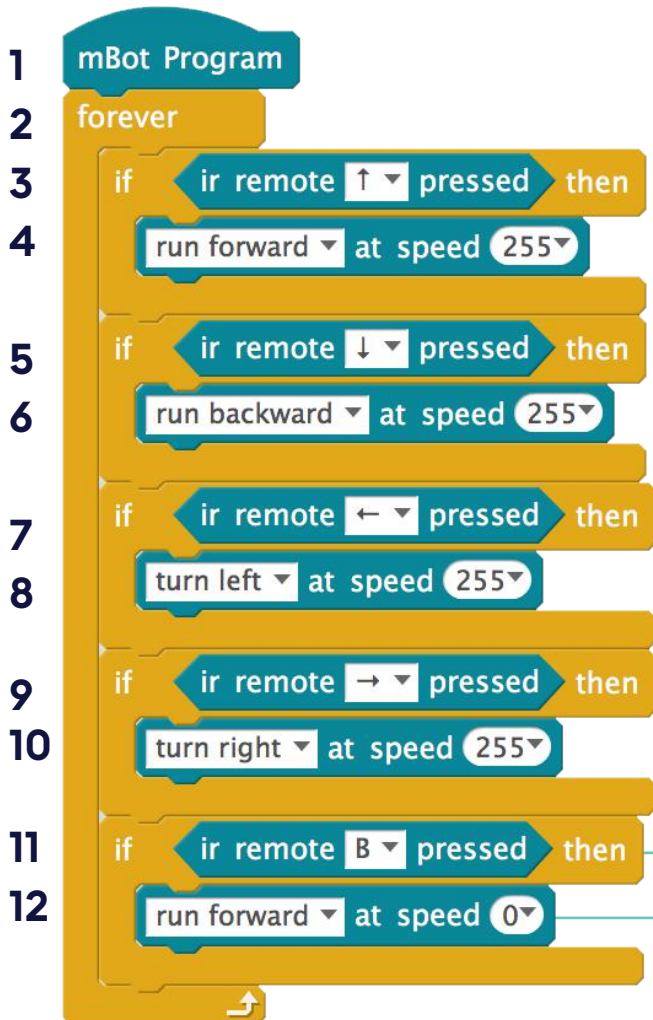 1 mBot Program
2 forever
3 if ir remote ↑ pressed then
4 run forward at speed 255
5 if ir remote ↓ pressed then
6 run backward at speed 255
7 if ir remote ← pressed then
8 turn left at speed 255
9 if ir remote → pressed then
10 turn right at speed 255
11 if ir remote B pressed then
12 run forward at speed 0